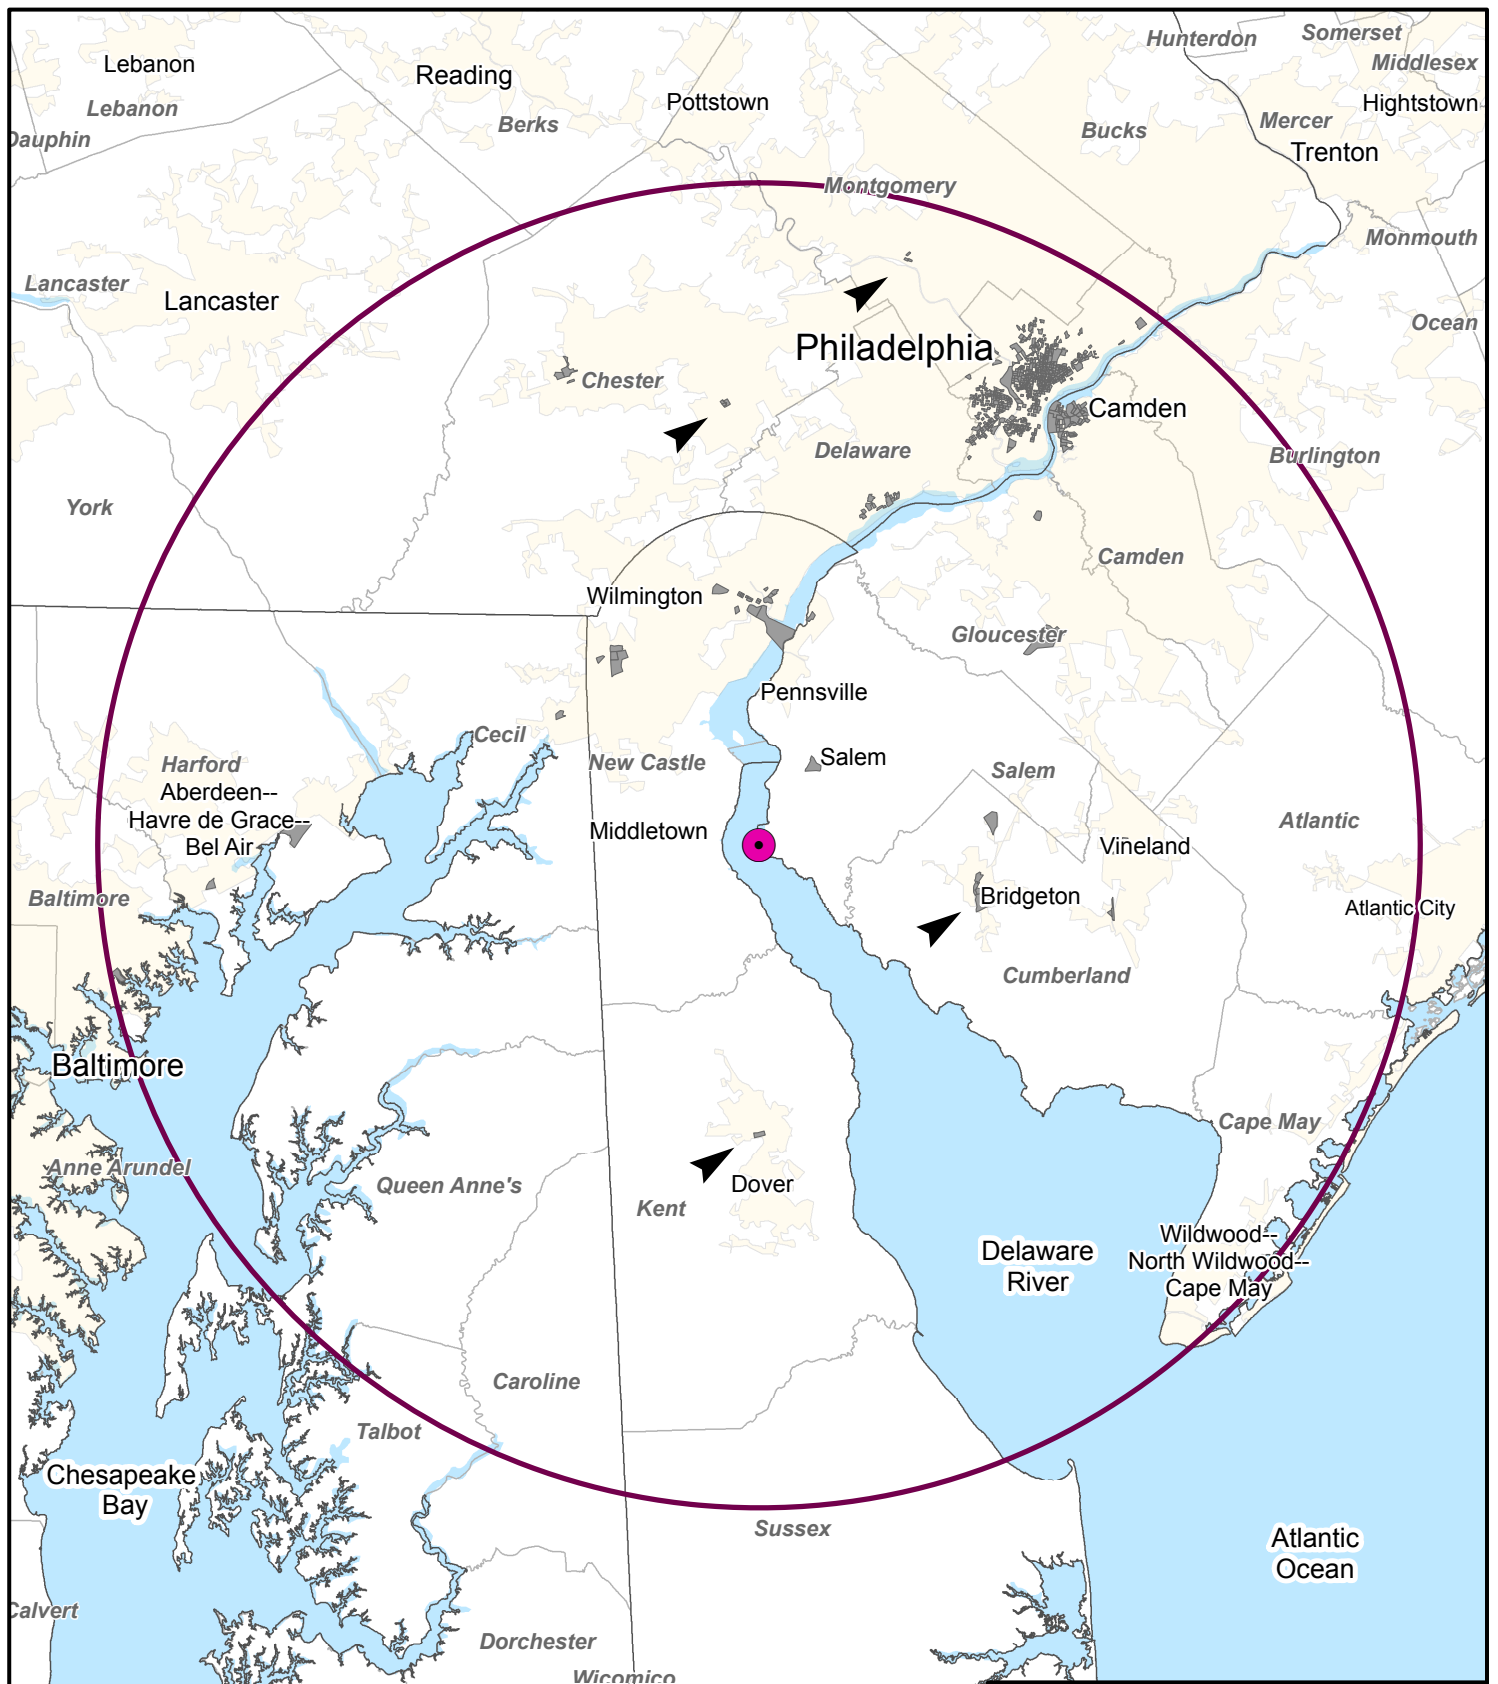 Hunterdon
Somerset
Lebanon
Reading
Middlesex
Lebanon
Pottstown
Hightstown
Dauphin
Berks
Bucks
Mercer
Trenton
Montgomery
Monmouth
Lancaster
Lancaster
Ocean
Philadelphia
Chester
Camden
Delaware
Burlington
York
Camden
Wilmington
Gloucester
Pennsville
Cecil
New Castle
Salem
Salem
Harford
Aberdeen--
Havre de Grace--
Bel Air
Middletown
Atlantic
Vineland
Baltimore
Bridgeton
Atlantic City
Cumberland
Baltimore
Cape May
Anne Arundel
Queen Anne's
Dover
Kent
Delaware
River
Wildwood--
North Wildwood--
Cape May
Caroline
Talbot
Chesapeake
Bay
Sussex
Atlantic
Ocean
Calvert
Dorchester
Wicomico